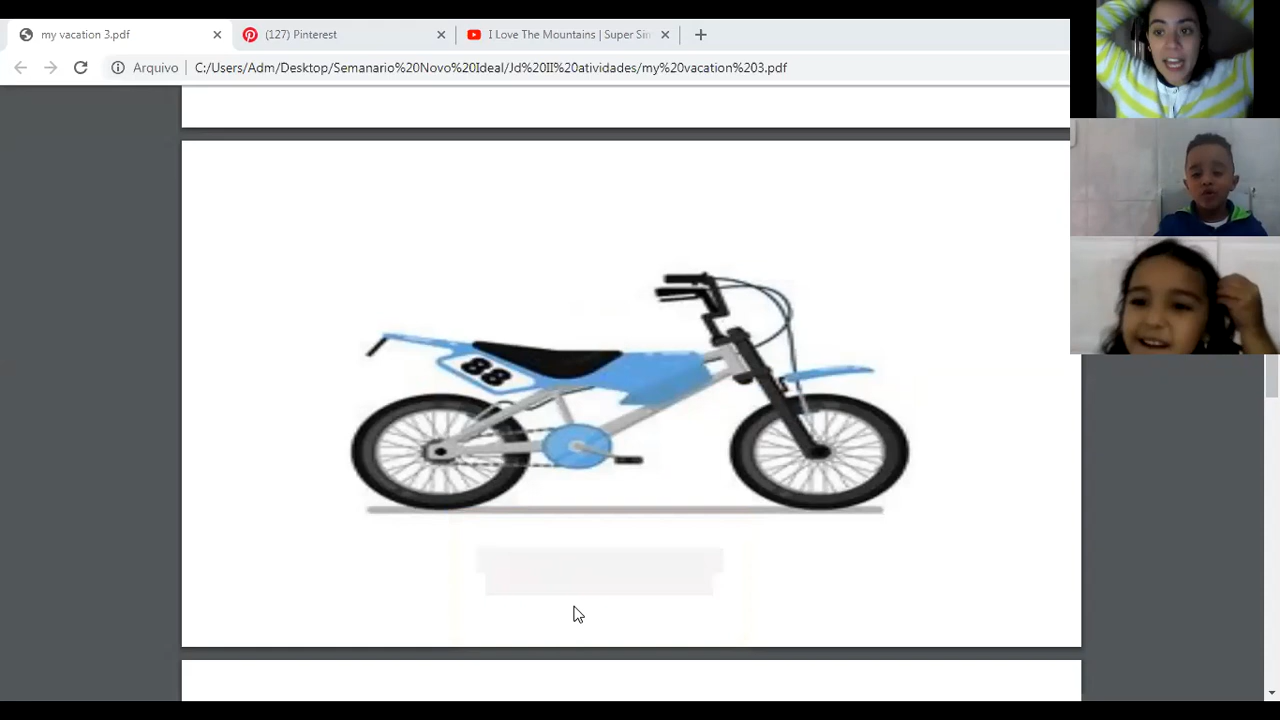 my vacation 3.pdf
(127) Pinterest
I Love The Mountains | Super Sim
Arquivo
C:/Users/Adm/Desktop/Semanario%20Novo%20Ideal/Jd%20II%20atividades/my%20vacation%203.pdf
88